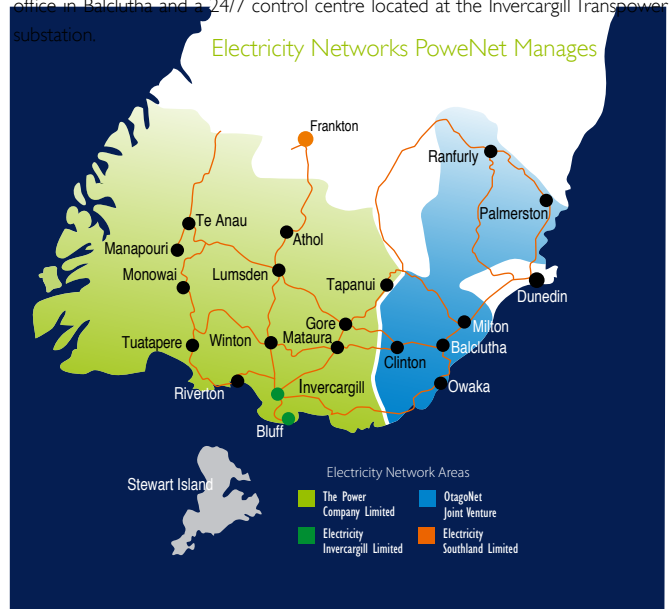 office in Balclutha and a 24/7 control centre located at the Invercargill Transpower
substation.
Electricity Networks PoweNet Manages
Frankton
Ranfurly
Palmerston
Te Anau
Athol
Manapouri
Monowai
Lumsden
Tapanui
Dunedin
Gore
Milton
Tuatapere
Winton
Mataura
Balclutha
Clinton
Riverton
Invercargill
Owaka
Bluff
Stewart Island
Electricity Network Areas
The Power
Company Limited
OtagoNet
Joint Venture
Electricity
Invercargill Limited
Electricity
Southland Limited